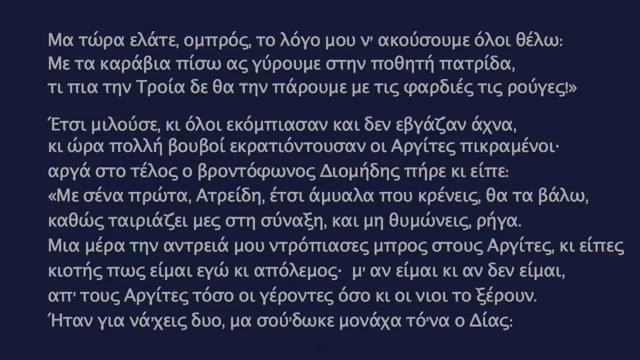 Μα τώρα ελάτε, ομπρός, το λόγο μου ν' ακούσουμε όλοι θέλω:
Με τα καράβια πίσω ας γύρουμε στην ποθητή πατρίδα,
τι πια την Τροία δε θα την πάρουμε με τις φαρδιές τις ρούγες!»
Έτσι μιλούσε, κι όλοι εκόμπιασαν και δεν εβγάζαν άχνα,
κι ώρα πολλή βουβοί εκρατιόντουσαν οι Αργίτες πικραμένοι·
αργά στο τέλος ο βροντόφωνος Διομήδης πήρε κι είπε:
«Με σένα πρώτα, Ατρείδη, έτσι άμυαλα που κρένεις, θα τα βάλω,
καθώς ταιριάζει μες στη σύναξη, και μη θυμώνεις, ρήγα.
Μια μέρα την αντρειά μου ντρόπιασες μπρος στους Αργίτες, κι είπες
κιοτής πως είμαι εγώ κι απόλεμος· μ' αν είμαι κι αν δεν είμαι,
απ' τους Αργίτες τόσο οι γέροντες όσο κι οι νιοι το ξέρουν.
Ήταν για νά'χεις δυο, μα σού'δωκε μονάχα τό'να ο Δίας: